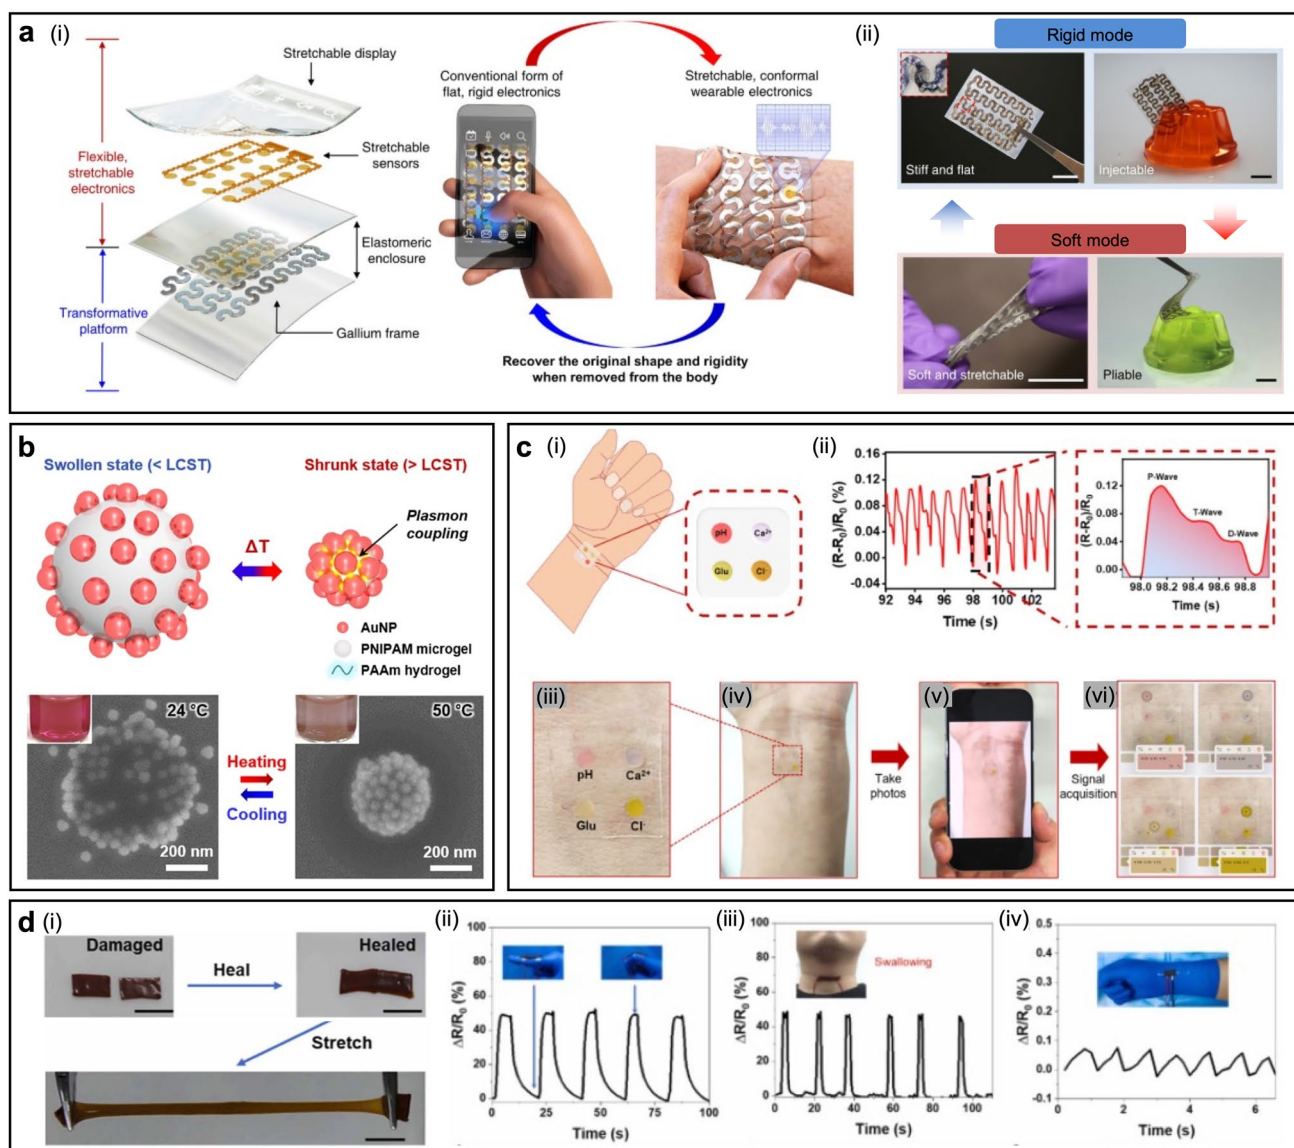 a (i)
Stretchable display
Stretchable
sensors
Flexible,
stretchable
electronics
Elastomeric
enclosure
Transformative
platform
Gallium frame
Conventional form of
flat, rigid electronics
Stretchable, conformal
wearable electronics
Recover the original shape and rigidity
when removed from the body
(ii)
Rigid mode
Stiff and flat
Injectable
Soft mode
Soft and stretchable
Pliable
b
Swollen state (< LCST)
Shrunk state (> LCST)
Plasmon
coupling
ΔT
AuNP
PNIPAM microgel
PAAm hydrogel
24 °C
50 °C
Heating
Cooling
200 nm
200 nm
c (i)
pH
Ca²⁺
Glu
Cl⁻
(ii)
(R-R₀)/R₀ (%)
0.16
0.12
0.08
0.04
0.00
-0.04
92 94 96 98 100 102
Time (s)
(R-R₀)/R₀
0.12
0.08
0.04
0.00
P-Wave
T-Wave
D-Wave
98.0 98.2 98.4 98.6 98.8
Time (s)
(iii)
pH
Ca²⁺
Glu
Cl⁻
(iv)
Take
photos
(v)
Signal
acquisition
(vi)
d (i)
Damaged
Heal
Healed
Stretch
(ii)
ΔR/R₀ (%)
100
80
60
40
20
0
0 25 50 75 100
Time (s)
(iii)
ΔR/R₀ (%)
100
80
60
40
20
0
Swallowing
0 20 40 60 80 100
Time (s)
(iv)
ΔR/R₀ (%)
0.5
0.4
0.3
0.2
0.1
0.0
-0.1
0 2 4 6
Time (s)